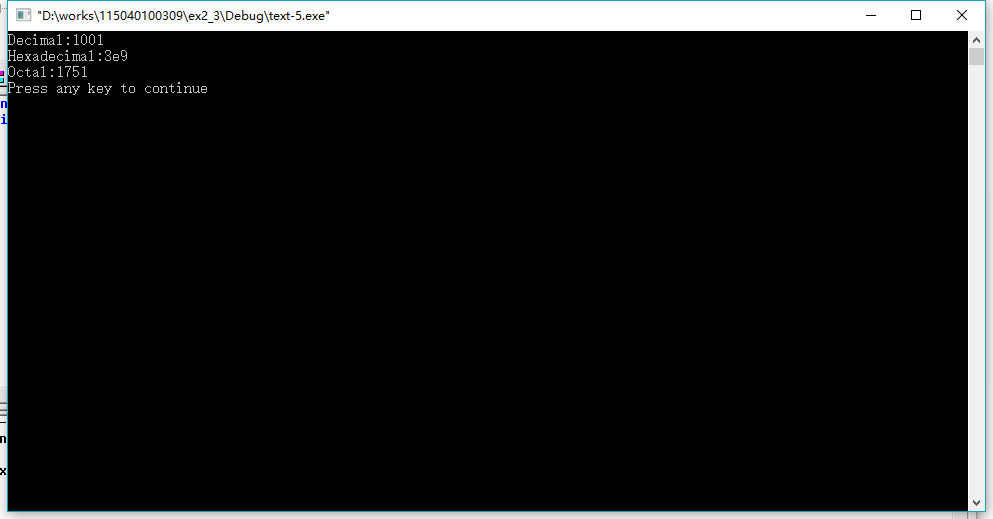 "D:\works\115040100309\ex2_3\Debug\text-5.exe"
Decimal:1001
Hexadecimal:3e9
Octal:1751
Press any key to continue
n
i
n
x